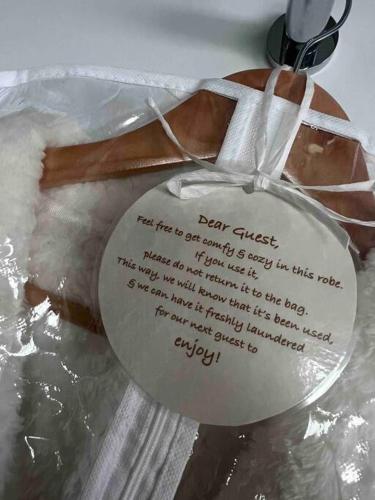 Dear Guest,
Feel free to get comfy & cozy in this robe.
If you use it,
please do not return it to the bag.
This way, we will know that it's been used,
& we can have it freshly laundered
for our next guest to
enjoy!